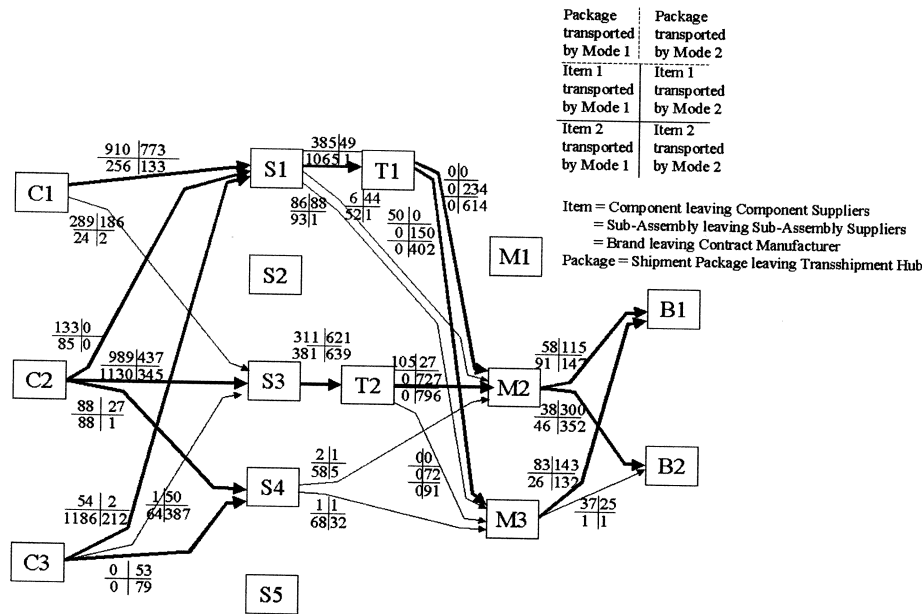 Package Package
transported transported
by Mode 1 by Mode 2
Item 1 Item 1
transported transported
by Mode 1 by Mode 2
Item 2 Item 2
transported transported
by Mode 1 by Mode 2
Item = Component leaving Component Suppliers
= Sub-Assembly leaving Sub-Assembly Suppliers
= Brand leaving Contract Manufacturer
Package = Shipment Package leaving Transshipment Hub
910 773
256 133
385 49
1065 1
S1
T1
C1
0 0
0 234
0 614
86 88
93 1
6 44
52 1
50 0
0 150
0 402
289 186
24 2
M1
S2
B1
133 0
85 0
311 621
381 639
58 115
91 147
989 437
1130 345
105 27
0 727
0 796
C2
S3
T2
M2
88 27
88 1
38 300
46 352
2 1
58 5
00
072
091
83 143
26 132
B2
S4
54 2
1186 212
1 50
64 387
1 1
68 32
M3
37 25
1 1
C3
0 53
0 79
S5